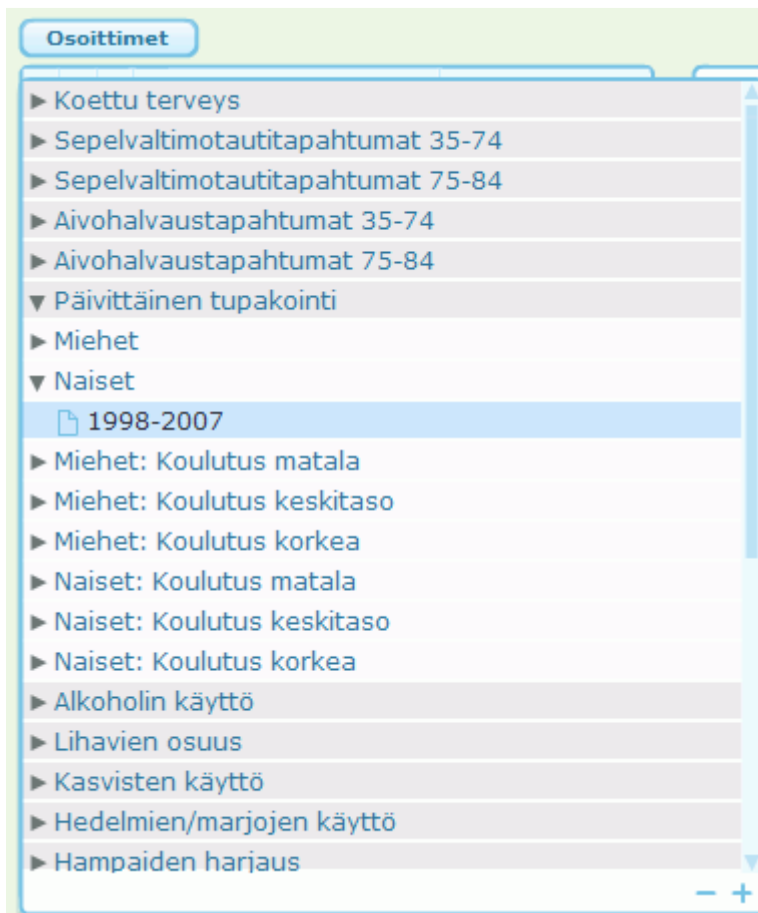 Osoittimet
Koettu terveys
Sepelvaltimotautitapahtumat 35-74
Sepelvaltimotautitapahtumat 75-84
Aivohalvaustapahtumat 35-74
Aivohalvaustapahtumat 75-84
Päivittäinen tupakointi
Miehet
Naiset
1998-2007
Miehet: Koulutus matala
Miehet: Koulutus keskitaso
Miehet: Koulutus korkea
Naiset: Koulutus matala
Naiset: Koulutus keskitaso
Naiset: Koulutus korkea
Alkoholin käyttö
Lihavien osuus
Kasvisten käyttö
Hedelmien/marjojen käyttö
Hampaiden harjaus